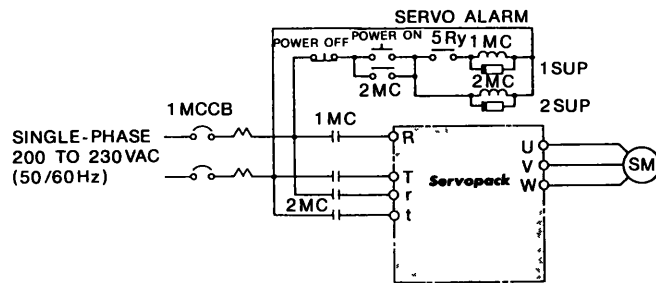 SERVO ALARM
POWER OFF
POWER ON
5Ry
1MC
2MC
2MC
1SUP
2SUP
1MCCB
1MC
SINGLE-PHASE
200 TO 230VAC
(50/60Hz)
R
T
r
t
2MC
Servopack
U
V
W
SM